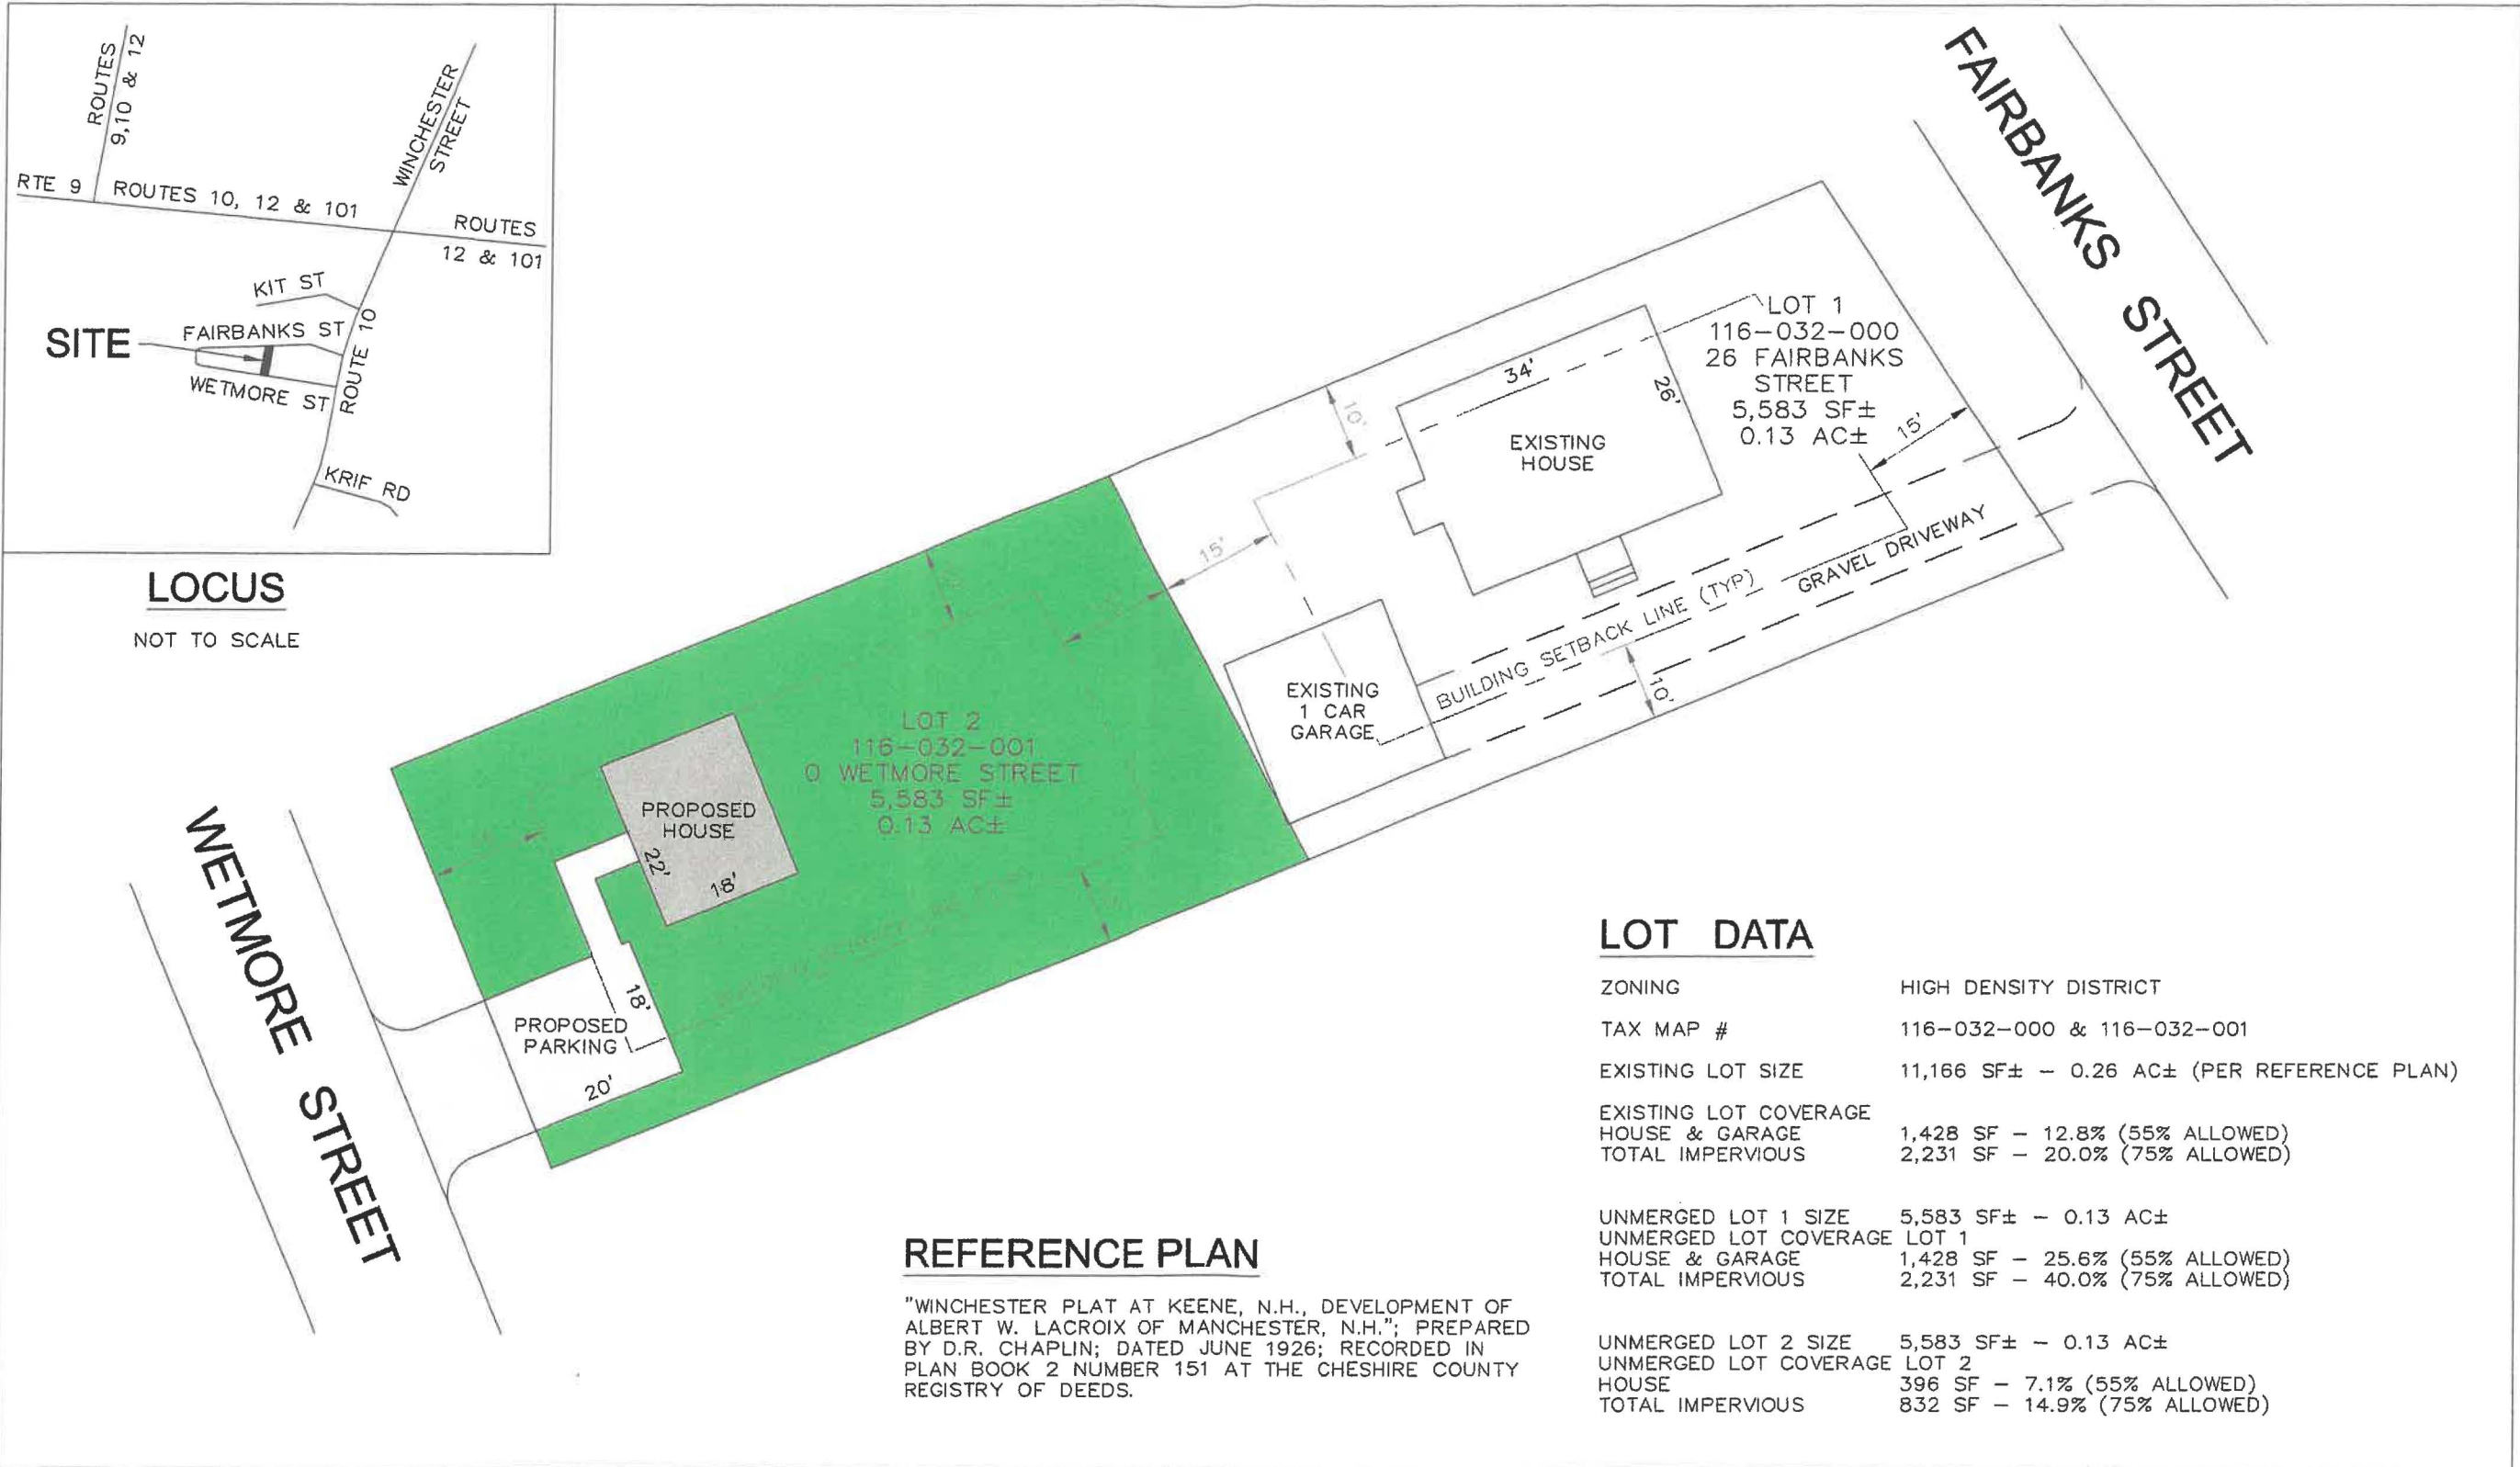 ROUTES
9,10 & 12
WINCHESTER
STREET
RTE 9
ROUTES 10, 12 & 101
ROUTES
12 & 101
KIT ST
SITE
FAIRBANKS ST
ROUTE 10
WETMORE ST
KRIF RD
LOCUS
NOT TO SCALE
FAIRBANKS STREET
LOT 1
116-032-000
26 FAIRBANKS
STREET
5,583 SF±
0.13 AC±
34'
26'
10'
15'
15'
EXISTING
HOUSE
GRAVEL DRIVEWAY
BUILDING SETBACK LINE (TYP)
10'
EXISTING
1 CAR
GARAGE
LOT 2
116-032-001
0 WETMORE STREET
5,583 SF±
0.13 AC±
PROPOSED
HOUSE
22'
18'
18'
PROPOSED
PARKING
20'
WETMORE STREET
LOT DATA
ZONING HIGH DENSITY DISTRICT
TAX MAP # 116-032-000 & 116-032-001
EXISTING LOT SIZE 11,166 SF± - 0.26 AC± (PER REFERENCE PLAN)
EXISTING LOT COVERAGE
HOUSE & GARAGE 1,428 SF - 12.8% (55% ALLOWED)
TOTAL IMPERVIOUS 2,231 SF - 20.0% (75% ALLOWED)
UNMERGED LOT 1 SIZE 5,583 SF± - 0.13 AC±
UNMERGED LOT COVERAGE LOT 1
HOUSE & GARAGE 1,428 SF - 25.6% (55% ALLOWED)
TOTAL IMPERVIOUS 2,231 SF - 40.0% (75% ALLOWED)
UNMERGED LOT 2 SIZE 5,583 SF± - 0.13 AC±
UNMERGED LOT COVERAGE LOT 2
HOUSE 396 SF - 7.1% (55% ALLOWED)
TOTAL IMPERVIOUS 832 SF - 14.9% (75% ALLOWED)
REFERENCE PLAN
"WINCHESTER PLAT AT KEENE, N.H., DEVELOPMENT OF
ALBERT W. LACROIX OF MANCHESTER, N.H."; PREPARED
BY D.R. CHAPLIN; DATED JUNE 1926; RECORDED IN
PLAN BOOK 2 NUMBER 151 AT THE CHESHIRE COUNTY
REGISTRY OF DEEDS.